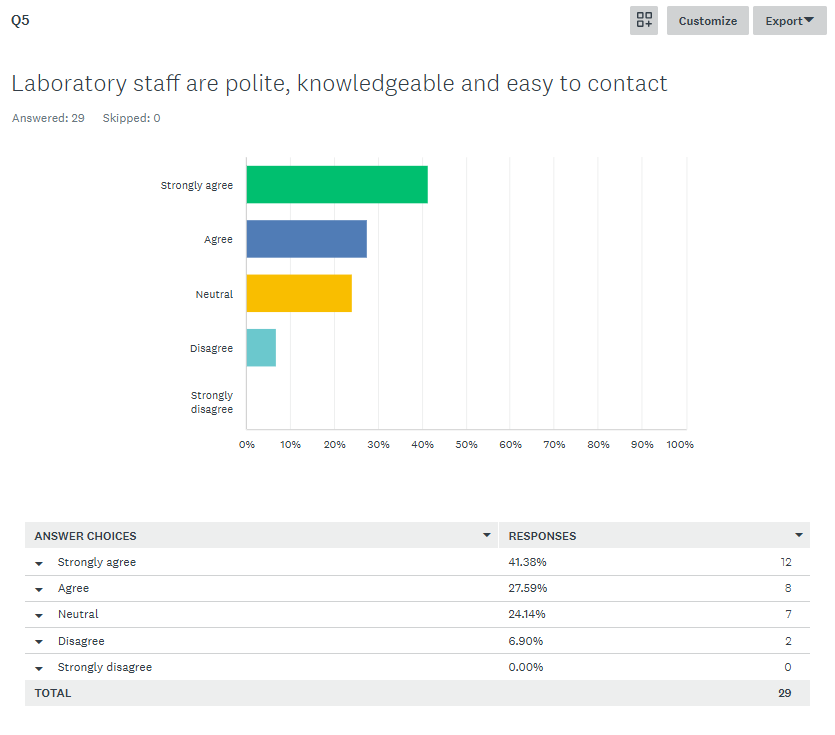 Q5
Customize
Export
Laboratory staff are polite, knowledgeable and easy to contact
Answered: 29 Skipped: 0
Strongly agree
Agree
Neutral
Disagree
Strongly
disagree
0% 10% 20% 30% 40% 50% 60% 70% 80% 90% 100%
ANSWER CHOICES RESPONSES
Strongly agree 41.38% 12
Agree 27.59% 8
Neutral 24.14% 7
Disagree 6.90% 2
Strongly disagree 0.00% 0
TOTAL 29